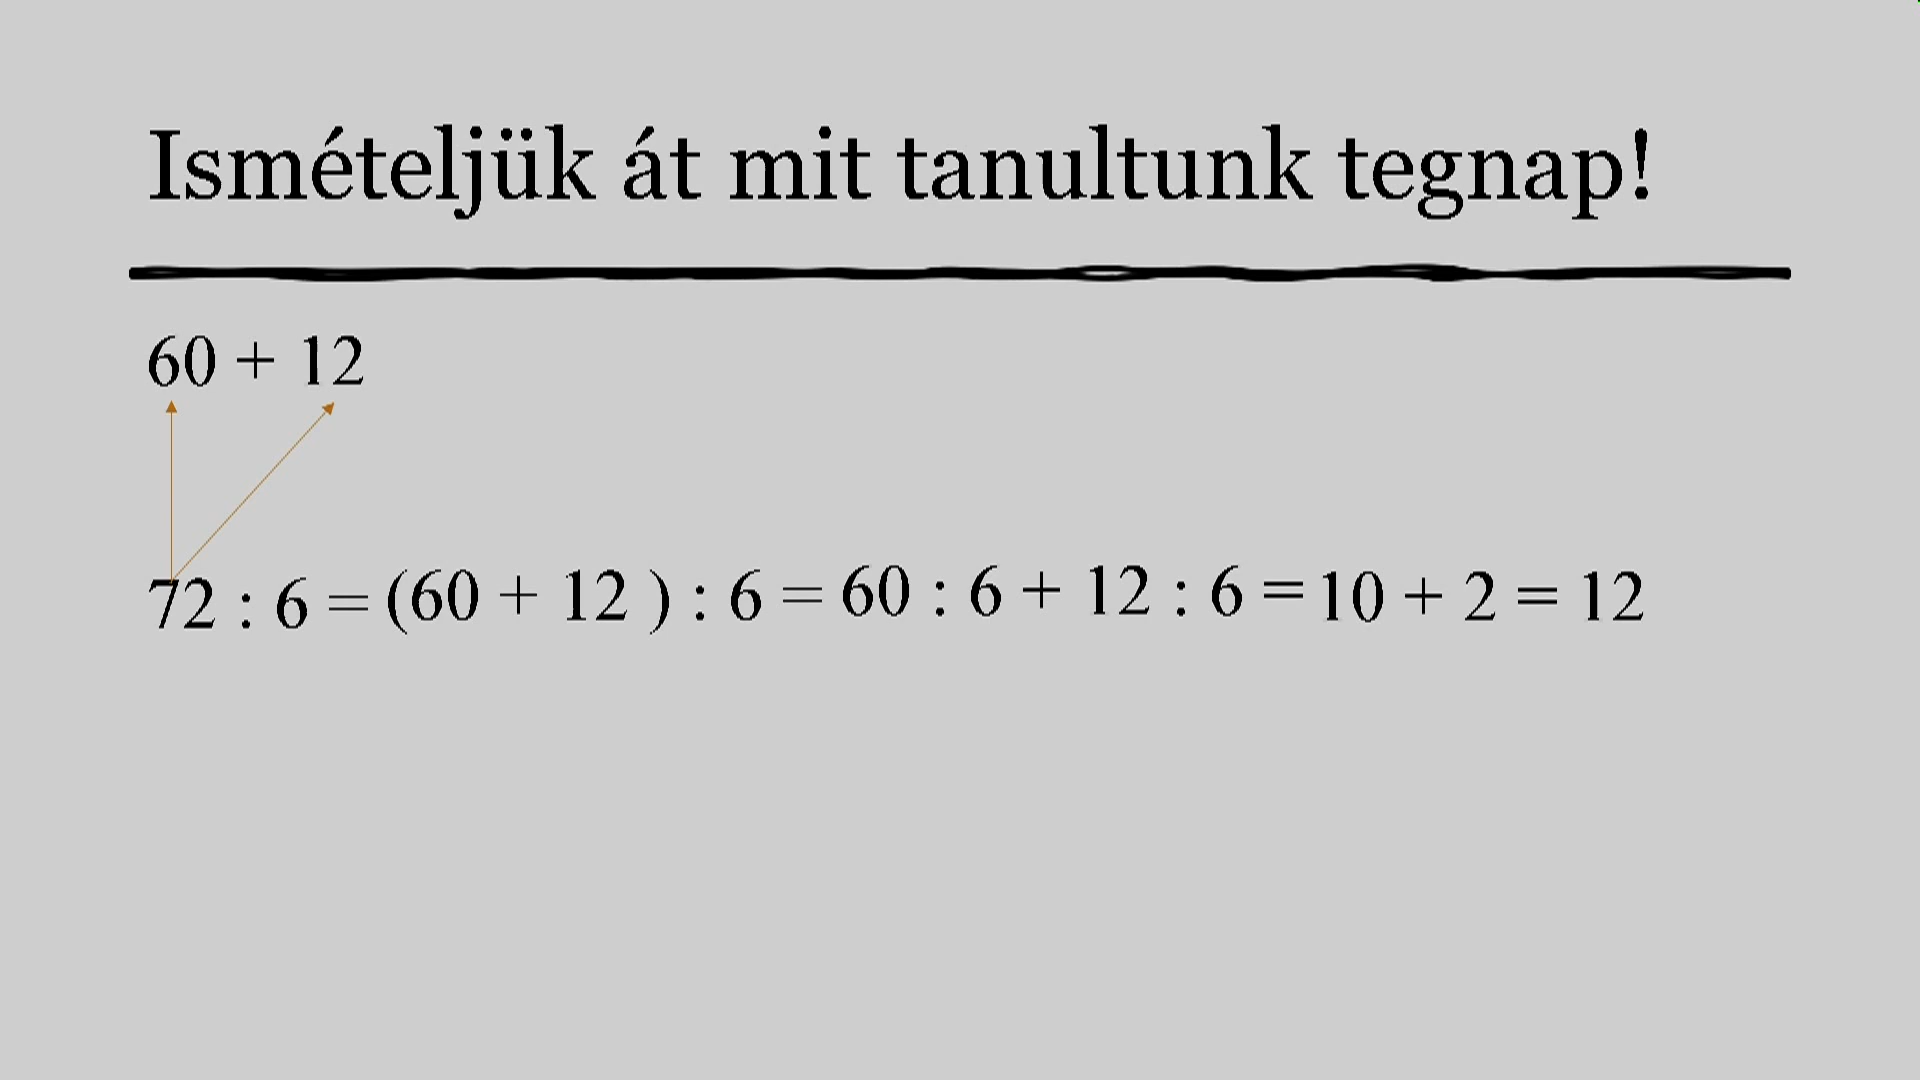 Ismételjük át mit tanultunk tegnap!
60 + 12
72 : 6 = (60 + 12 ) : 6 = 60 : 6 + 12 : 6 = 10 + 2 = 12